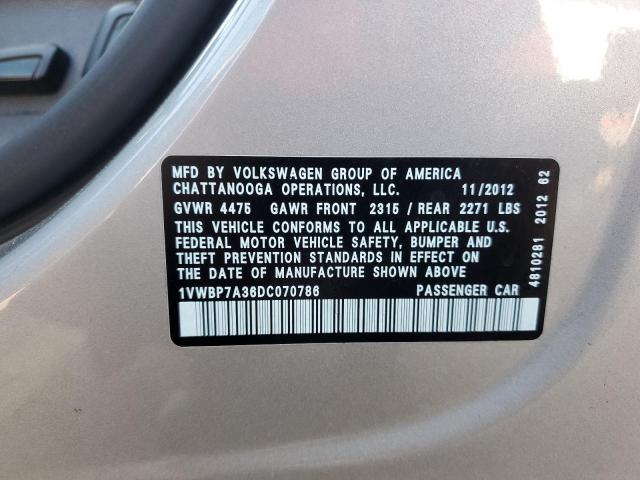 MFD BY VOLKSWAGEN GROUP OF AMERICA
CHATTANOOGA OPERATIONS, LLC. 11/2012
GVWR 4475 GAWR FRONT 2315 / REAR 2271 LBS
THIS VEHICLE CONFORMS TO ALL APPLICABLE U.S.
FEDERAL MOTOR VEHICLE SAFETY, BUMPER AND
THEFT PREVENTION STANDARDS IN EFFECT ON
THE DATE OF MANUFACTURE SHOWN ABOVE
1VWBP7A36DC070786 PASSENGER CAR
4810281 2012 62